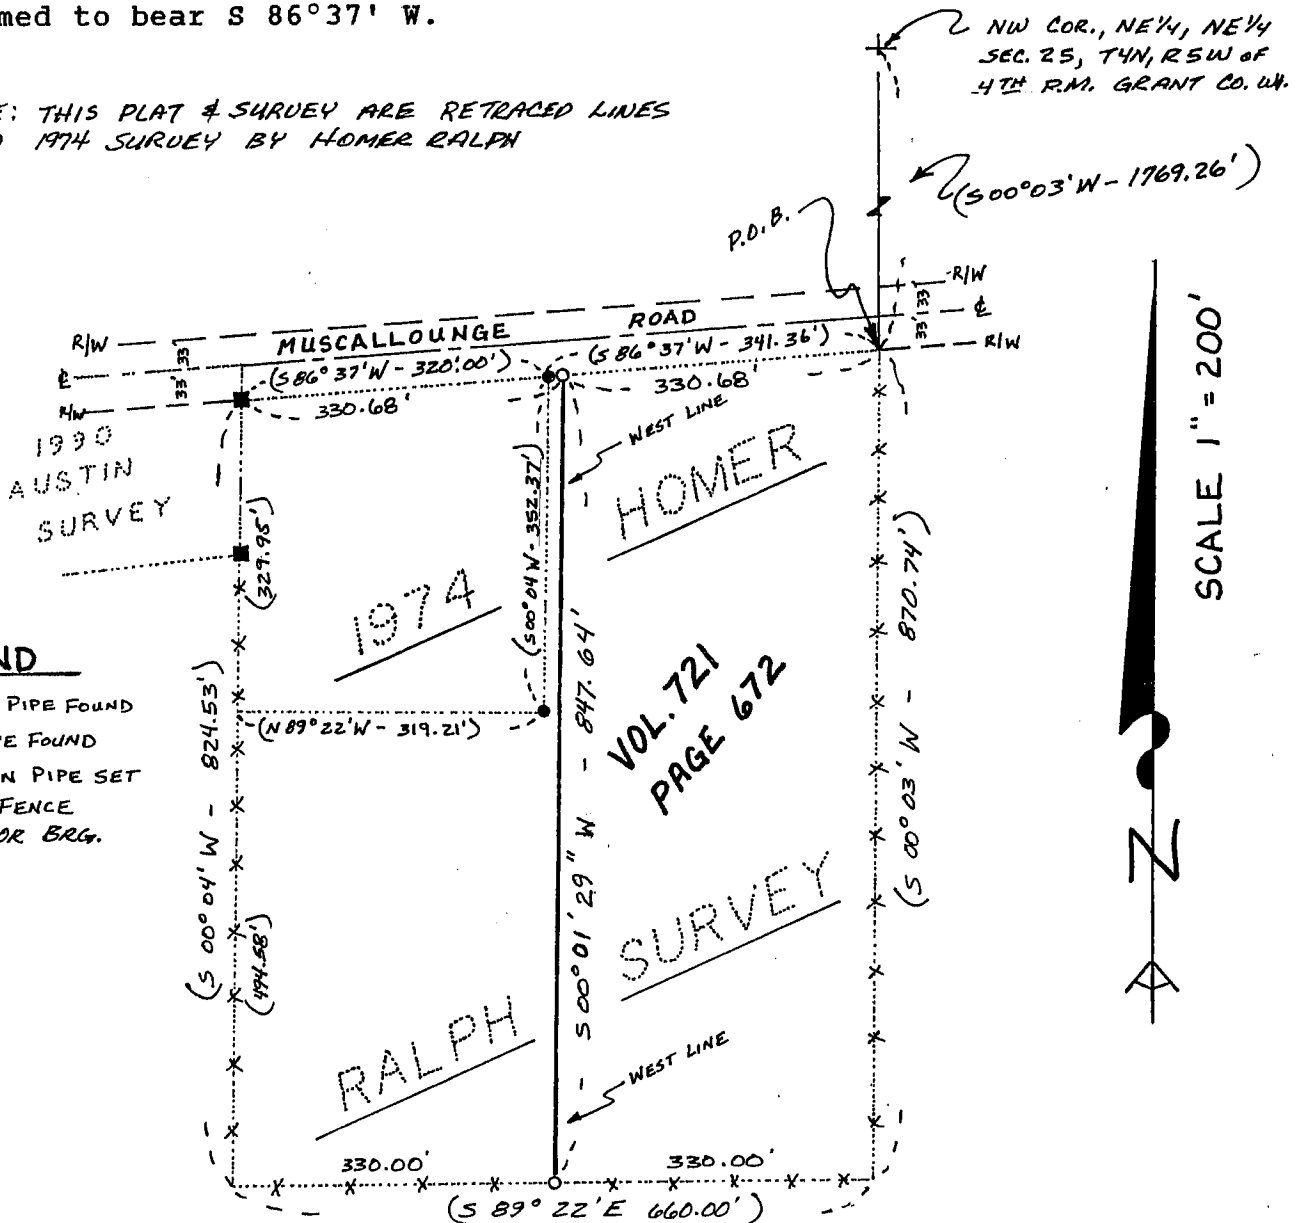 med to bear S 86°37' W.
NW COR., NE¼, NE¼
SEC. 25, T4N, R5W OF
4TH P.M. GRANT CO. WI.
E: THIS PLAT & SURVEY ARE RETRACED LINES
1974 SURVEY BY HOMER RALPH
(S00°03'W - 1769.26')
P.O.B.
R/W
33'
33'
℄
R/W
R/W
MUSCALLOUNGE ROAD
33'
33'
℄
R/W
(S 86°37'W - 320.00')
(S 86°37'W - 341.36')
330.68'
330.68'
1990
AUSTIN
SURVEY
WEST LINE
HOMER
(S00°04'W - 352.37')
(329.95')
1974
SCALE 1" = 200'
ND
PIPE FOUND
PE FOUND
N PIPE SET
FENCE
OR BRG.
(N 89°22'W - 319.21')
(S 00°04' W - 824.53')
(494.58')
S 00°01'29" W - 847.64'
VOL. 721
PAGE 672
(S 00°03' W - 870.74')
N
SURVEY
RALPH
WEST LINE
330.00'
330.00'
(S 89°22'E 660.00')